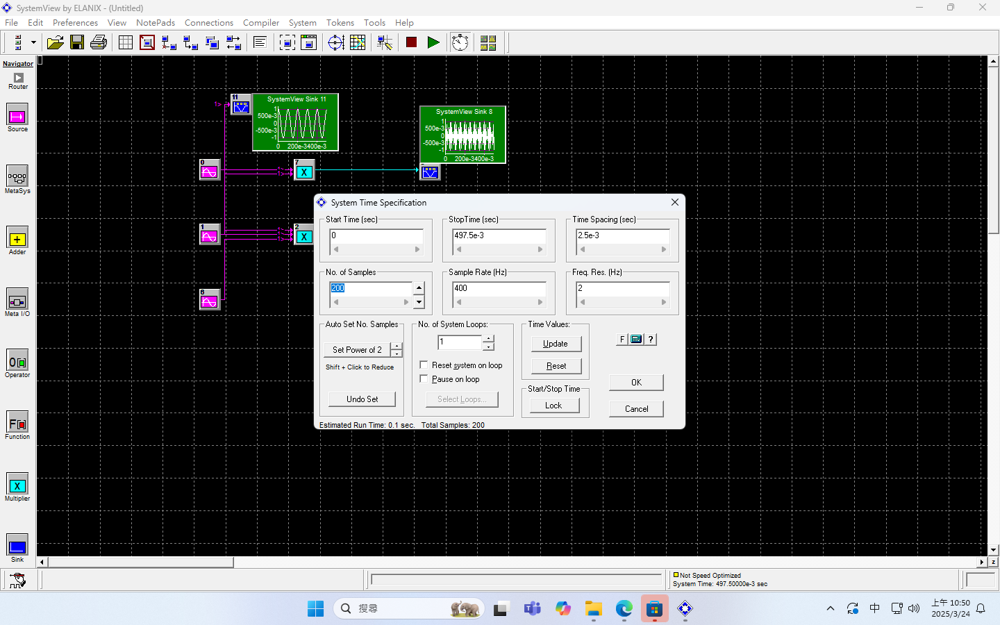 SystemView by ELANIX - (Untitled)
File Edit Preferences View NotePads Connections Compiler System Tokens Tools Help
Navigator
Router
Source
MetaSys
Adder
Meta I/O
Operator
Function
Multiplier
Sink
11
1>
SystemView Sink 11
1
500e-3
0
-500e-3
-1
0 200e-3400e-3
SystemView Sink 8
1
500e-3
0
-500e-3
-1
0 200e-3400e-3
0
1>
1>
7
X
1
1>
1>
1>
2
X
6
System Time Specification
Start Time (sec)
0
StopTime (sec)
497.5e-3
Time Spacing (sec)
2.5e-3
No. of Samples
200
Sample Rate (Hz)
400
Freq. Res. (Hz)
2
Auto Set No. Samples
Set Power of 2
Shift + Click to Reduce
Undo Set
No. of System Loops:
1
Reset system on loop
Pause on loop
Select Loops...
Time Values:
Update
Reset
Start/Stop Time
Lock
F ?
OK
Cancel
Estimated Run Time: 0.1 sec. Total Samples: 200
z
Not Speed Optimized
System Time: 497.50000e-3 sec
搜尋
中
上午 10:50
2025/3/24